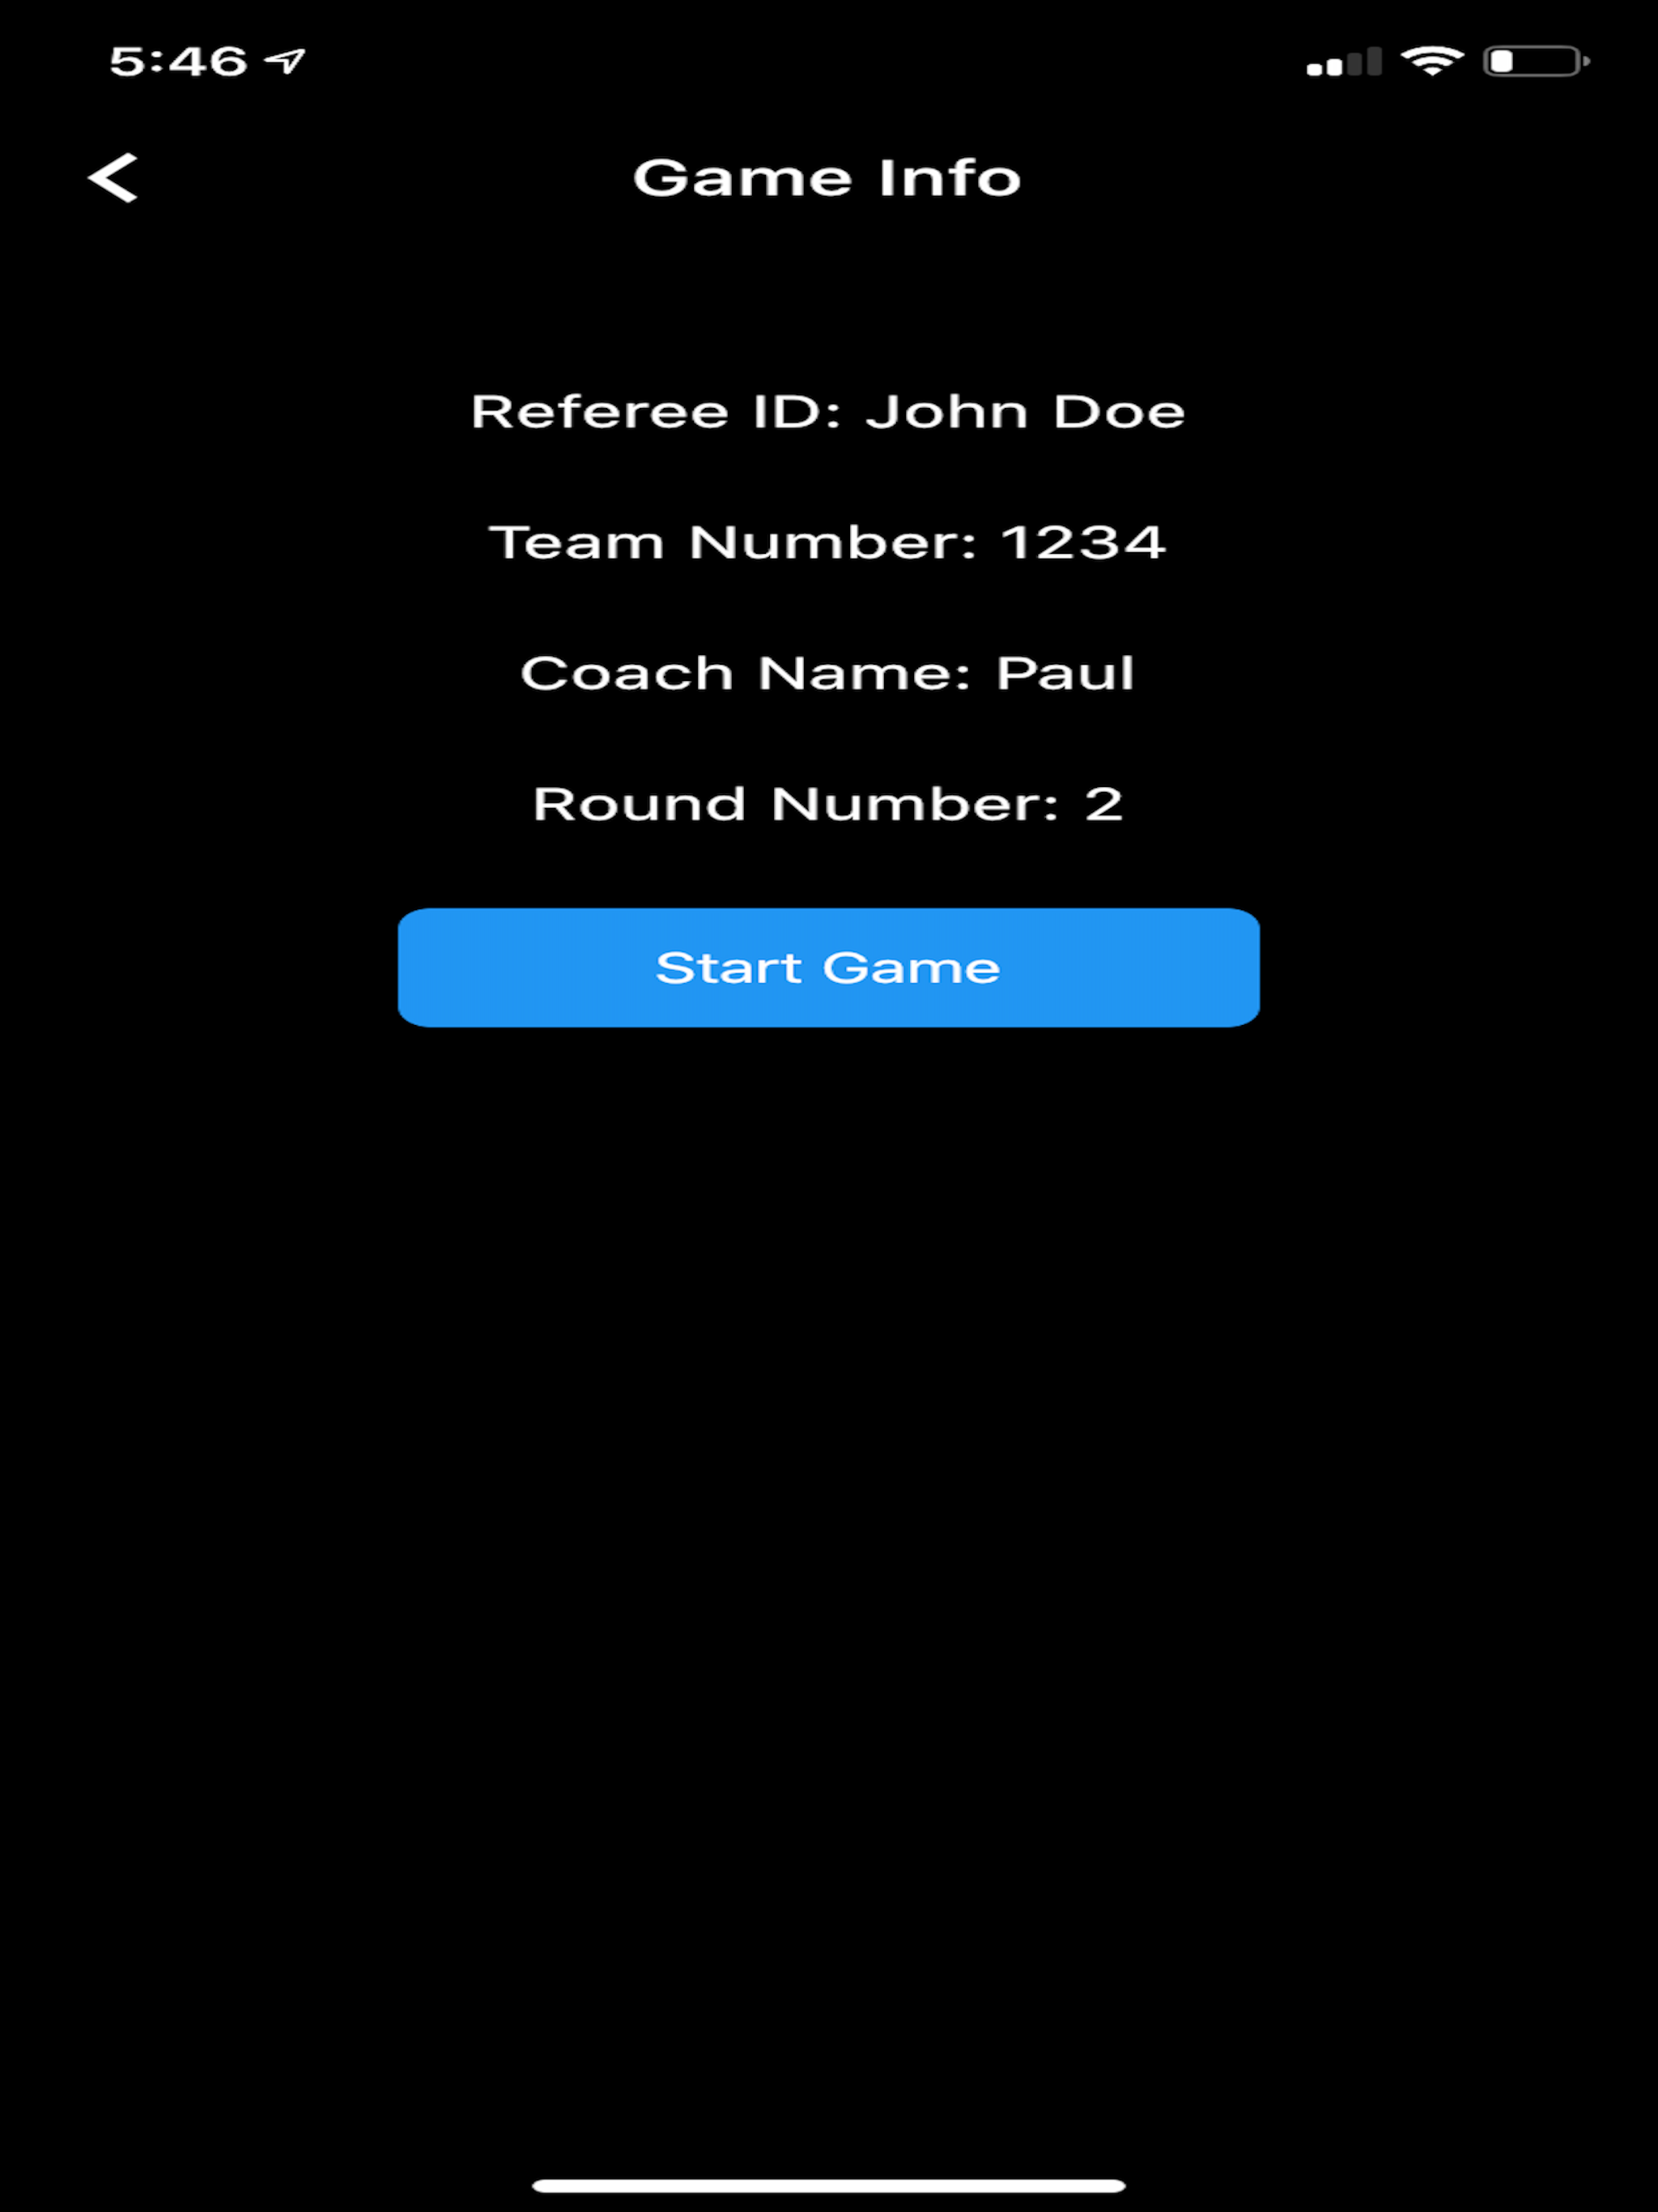 5:46
Game Info
Referee ID: John Doe
Team Number: 1234
Coach Name: Paul
Round Number: 2
Start Game